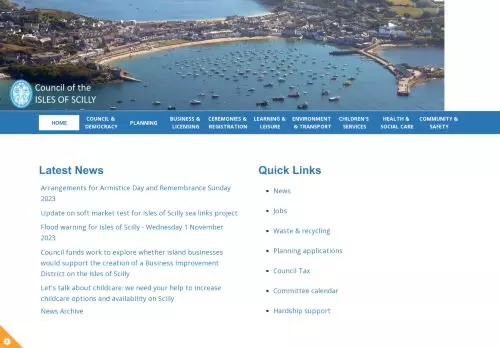 Council of the
ISLES OF SCILLY
HOME
COUNCIL &
DEMOCRACY
PLANNING
BUSINESS &
LICENSING
CEREMONIES &
REGISTRATION
LEARNING &
LEISURE
ENVIRONMENT
& TRANSPORT
CHILDREN'S
SERVICES
HEALTH &
SOCIAL CARE
COMMUNITY &
SAFETY
Latest News
Arrangements for Armistice Day and Remembrance Sunday
2023
Update on soft market test for Isles of Scilly sea links project
Flood warning for Isles of Scilly - Wednesday 1 November
2023
Council funds work to explore whether island businesses
would support the creation of a Business Improvement
District on the Isles of Scilly
Let's talk about childcare: we need your help to increase
childcare options and availability on Scilly
News Archive
Quick Links
News
Jobs
Waste & recycling
Planning applications
Council Tax
Committee calendar
Hardship support